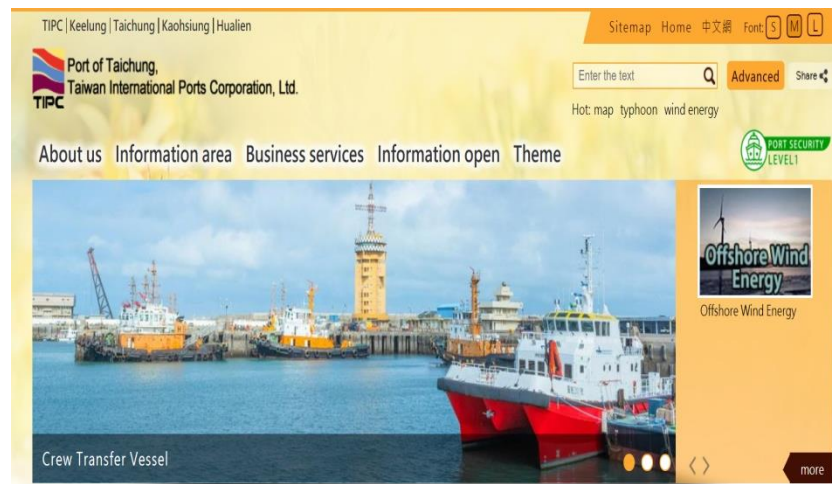 TIPC | Keelung | Taichung | Kaohsiung | Hualien
Sitemap Home 中文網 Font: S M L
Port of Taichung,
Taiwan International Ports Corporation, Ltd.
TIPC
Enter the text
Advanced
Share
Hot: map typhoon wind energy
About us Information area Business services Information open Theme
PORT SECURITY
LEVEL1
Offshore Wind
Energy
Offshore Wind Energy
Crew Transfer Vessel
more